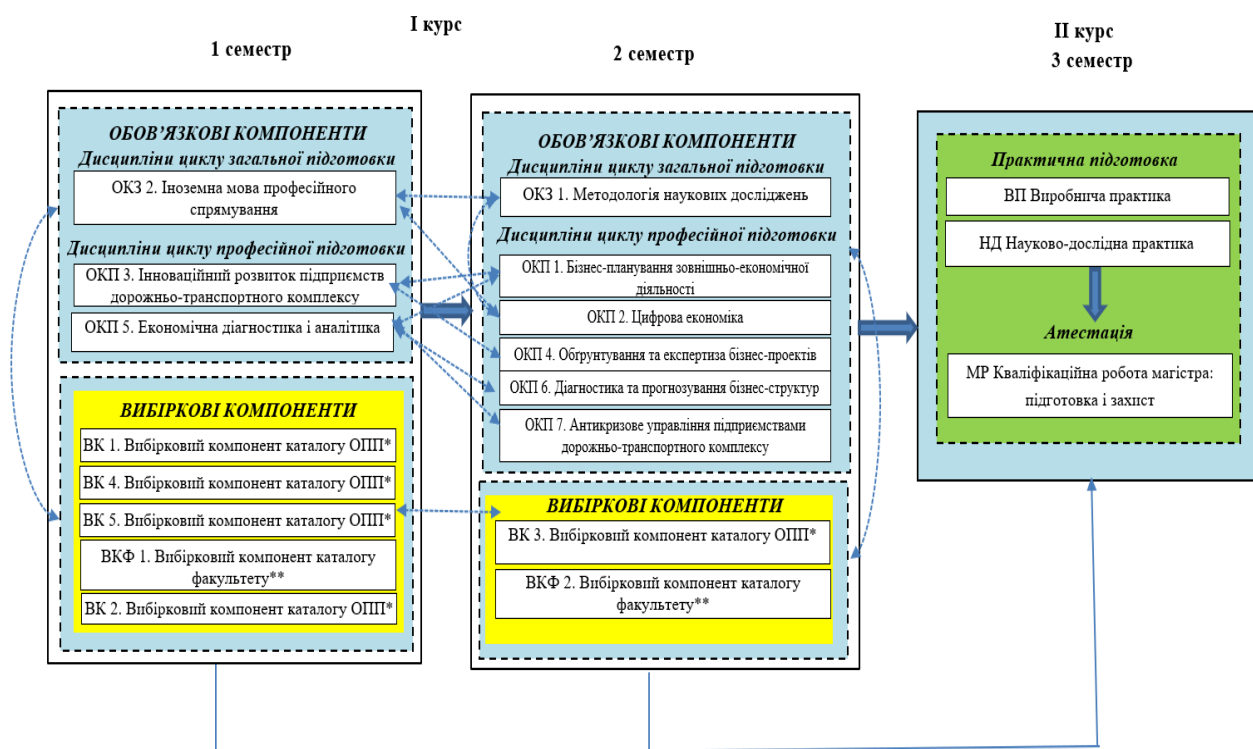 І курс
1 семестр
2 семестр
ІІ курс
3 семестр
ОБОВ’ЯЗКОВІ КОМПОНЕНТИ
Дисципліни циклу загальної підготовки
ОКЗ 2. Іноземна мова професійного
спрямування
Дисципліни циклу професійної підготовки
ОКП 3. Інноваційний розвиток підприємств
дорожньо-транспортного комплексу
ОКП 5. Економічна діагностика і аналітика
ВИБІРКОВІ КОМПОНЕНТИ
ВК 1. Вибірковий компонент каталогу ОПП*
ВК 4. Вибірковий компонент каталогу ОПП*
ВК 5. Вибірковий компонент каталогу ОПП*
ВКФ 1. Вибірковий компонент каталогу
факультету**
ВК 2. Вибірковий компонент каталогу ОПП*
ОБОВ’ЯЗКОВІ КОМПОНЕНТИ
Дисципліни циклу загальної підготовки
ОКЗ 1. Методологія наукових досліджень
Дисципліни циклу професійної підготовки
ОКП 1. Бізнес-планування зовнішньо-економічної
діяльності
ОКП 2. Цифрова економіка
ОКП 4. Обґрунтування та експертиза бізнес-проектів
ОКП 6. Діагностика та прогнозування бізнес-структур
ОКП 7. Антикризове управління підприємствами
дорожньо-транспортного комплексу
ВИБІРКОВІ КОМПОНЕНТИ
ВК 3. Вибірковий компонент каталогу ОПП*
ВКФ 2. Вибірковий компонент каталогу
факультету**
Практична підготовка
ВП Виробнича практика
НД Науково-дослідна практика
Атестація
МР Кваліфікаційна робота магістра:
підготовка і захист